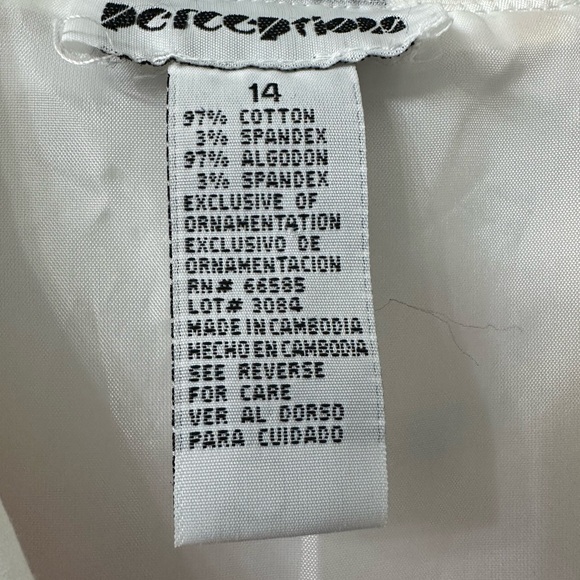 Perceptions
14
97% COTTON
3% SPANDEX
97% ALGODON
3% SPANDEX
EXCLUSIVE OF
ORNAMENTATION
EXCLUSIVO DE
ORNAMENTACION
RN# 66585
LOT# 3084
MADE IN CAMBODIA
HECHO EN CAMBODIA
SEE REVERSE
FOR CARE
VER AL DORSO
PARA CUIDADO